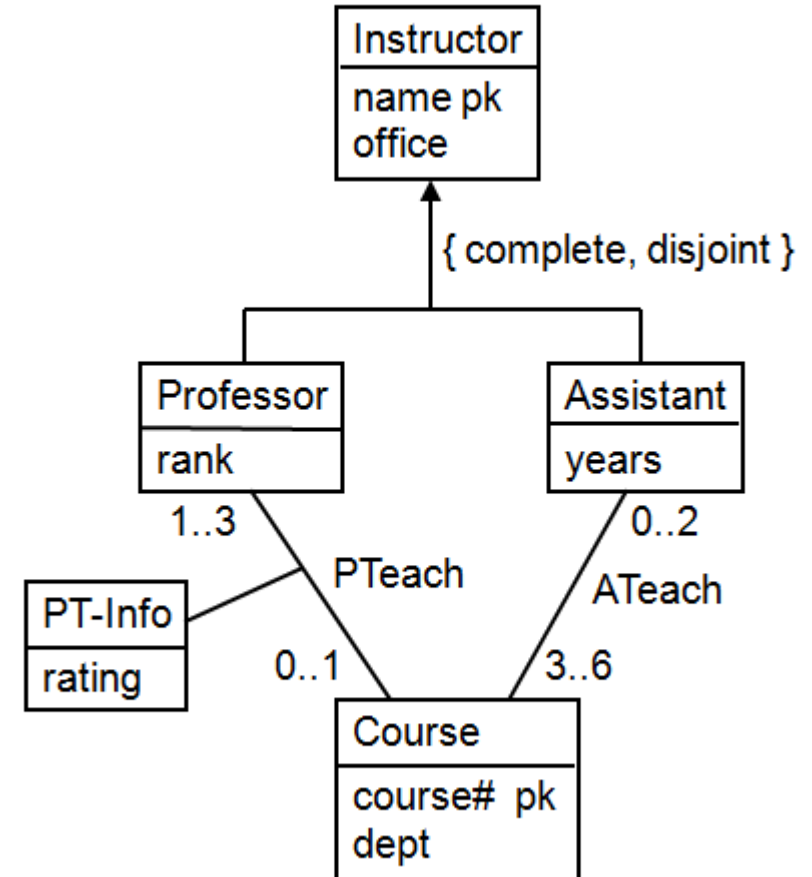 Instructor
name pk
office
{ complete, disjoint }
Professor
rank
Assistant
years
1..3
0..2
PTeach
ATeach
PT-Info
rating
0..1
3..6
Course
course# pk
dept